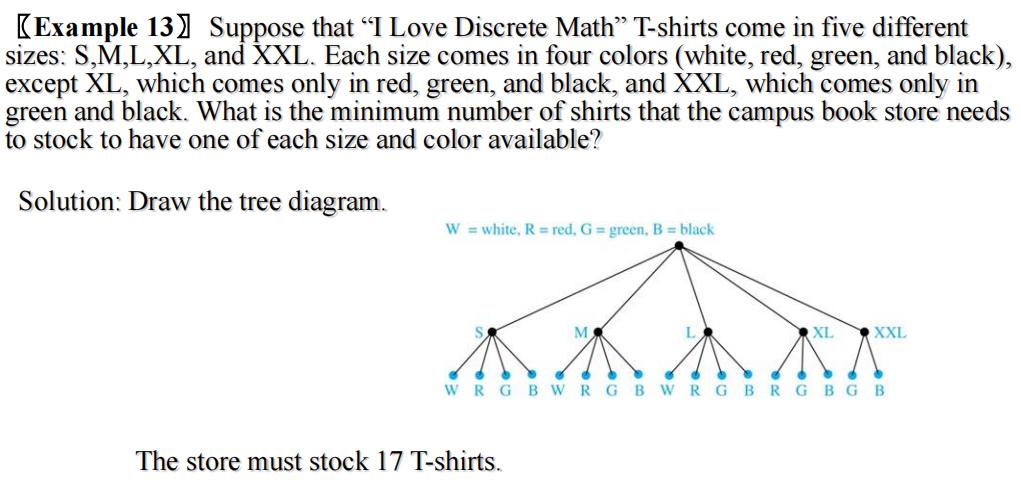 【Example 13】 Suppose that “I Love Discrete Math” T-shirts come in five different
sizes: S,M,L,XL, and XXL. Each size comes in four colors (white, red, green, and black),
except XL, which comes only in red, green, and black, and XXL, which comes only in
green and black. What is the minimum number of shirts that the campus book store needs
to stock to have one of each size and color available?
Solution: Draw the tree diagram.
W = white, R = red, G = green, B = black
S M L XL XXL
W R G B W R G B W R G B R G B G B
The store must stock 17 T-shirts.